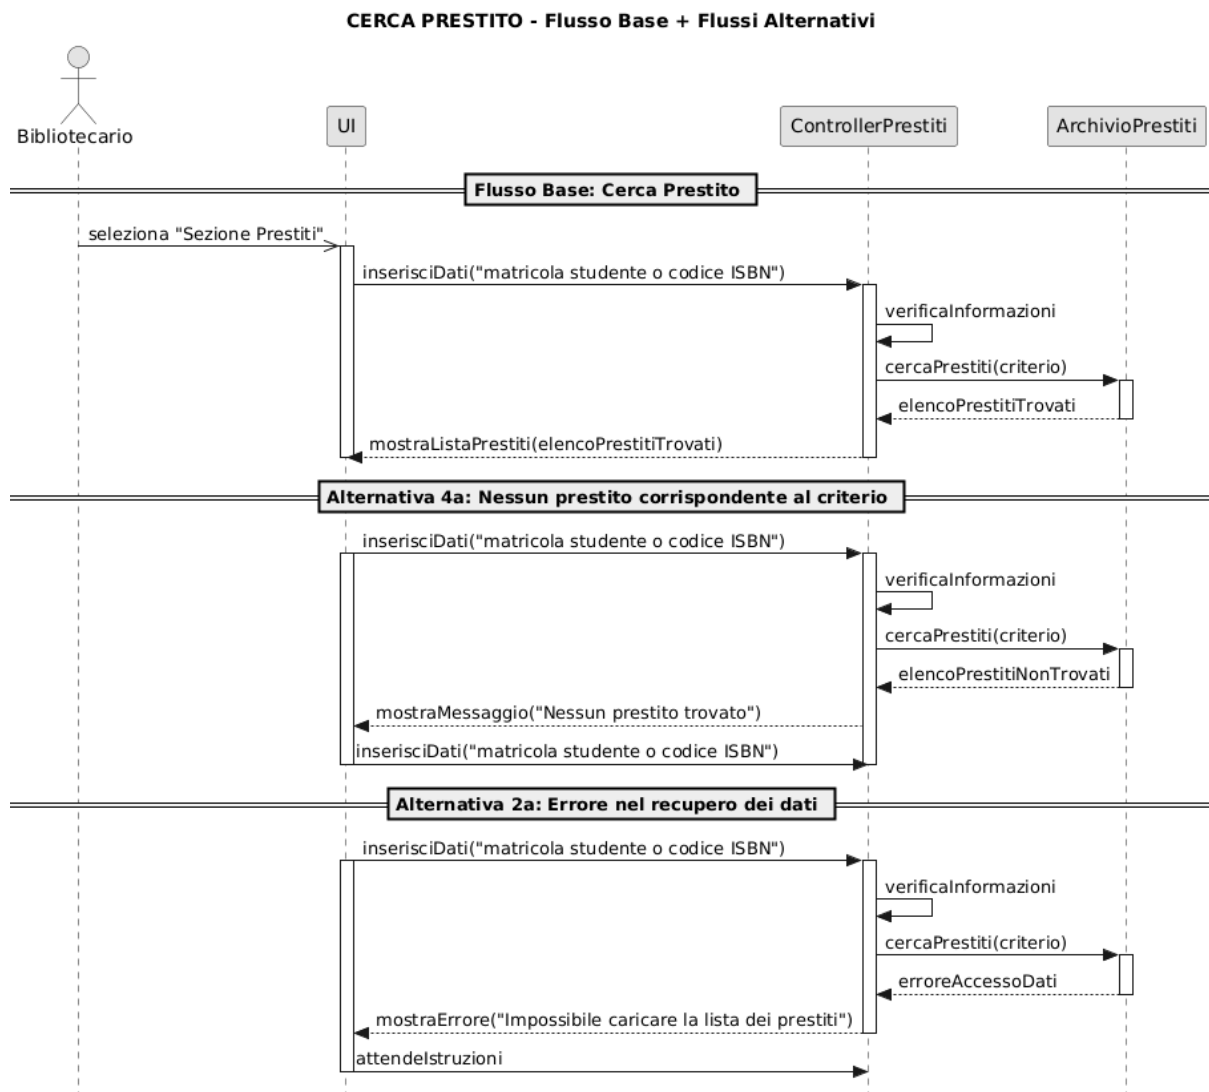 CERCA PRESTITO - Flusso Base + Flussi Alternativi
Bibliotecario
UI
ControllerPrestiti
ArchivioPrestiti
Flusso Base: Cerca Prestito
seleziona "Sezione Prestiti"
inserisciDati("matricola studente o codice ISBN")
verificaInformazioni
cercaPrestiti(criterio)
elencoPrestitiTrovati
mostraListaPrestiti(elencoPrestitiTrovati)
Alternativa 4a: Nessun prestito corrispondente al criterio
inserisciDati("matricola studente o codice ISBN")
verificaInformazioni
cercaPrestiti(criterio)
elencoPrestitiNonTrovati
mostraMessaggio("Nessun prestito trovato")
inserisciDati("matricola studente o codice ISBN")
Alternativa 2a: Errore nel recupero dei dati
inserisciDati("matricola studente o codice ISBN")
verificaInformazioni
cercaPrestiti(criterio)
erroreAccessoDati
mostraErrore("Impossibile caricare la lista dei prestiti")
attendeIstruzioni